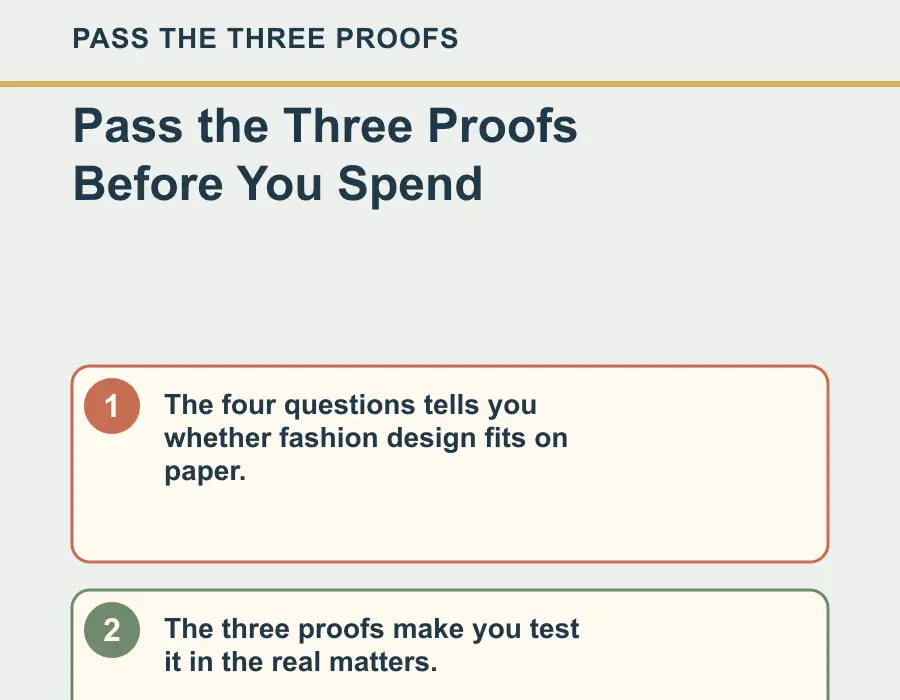 PASS THE THREE PROOFS
Pass the Three Proofs
Before You Spend
1
The four questions tells you
whether fashion design fits on
paper.
2
The three proofs make you test
it in the real matters.